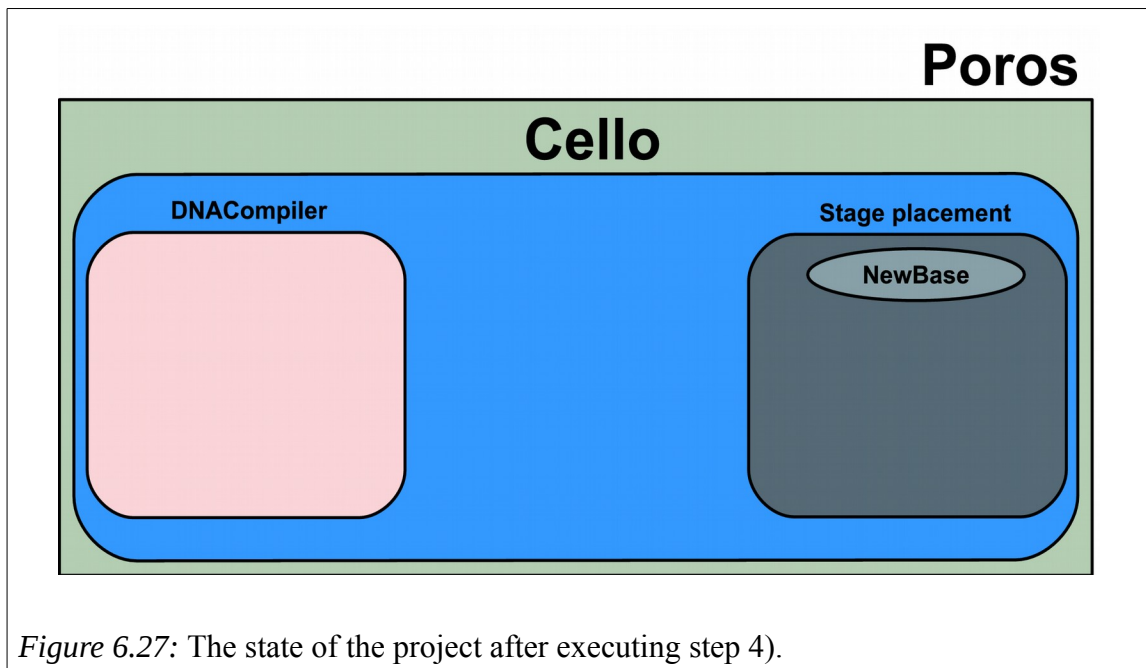 Poros
Cello
DNACompiler
Stage placement
NewBase
Figure 6.27: The state of the project after executing step 4).